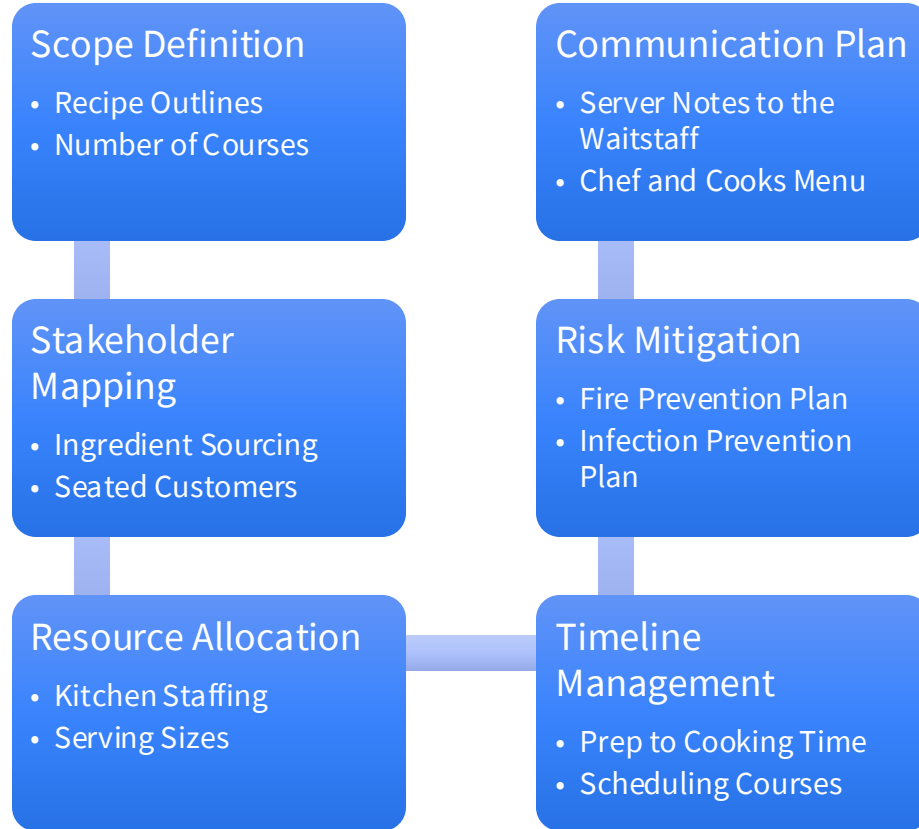 Scope Definition
• Recipe Outlines
• Number of Courses
Stakeholder
Mapping
• Ingredient Sourcing
• Seated Customers
Resource Allocation
• Kitchen Staffing
• Serving Sizes
Timeline
Management
• Prep to Cooking Time
• Scheduling Courses
Risk Mitigation
• Fire Prevention Plan
• Infection Prevention
Plan
Communication Plan
• Server Notes to the
Waitstaff
• Chef and Cooks Menu